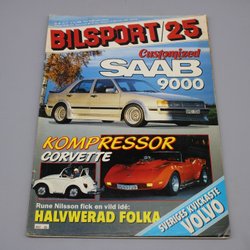 BILSPORT 25
Customized
SAAB
9000
KOMPRESSOR
CORVETTE
Rune Nilsson fick en vild idé:
HALVWERAD FOLKA
SVERIGES KVICKASTE
VOLVO